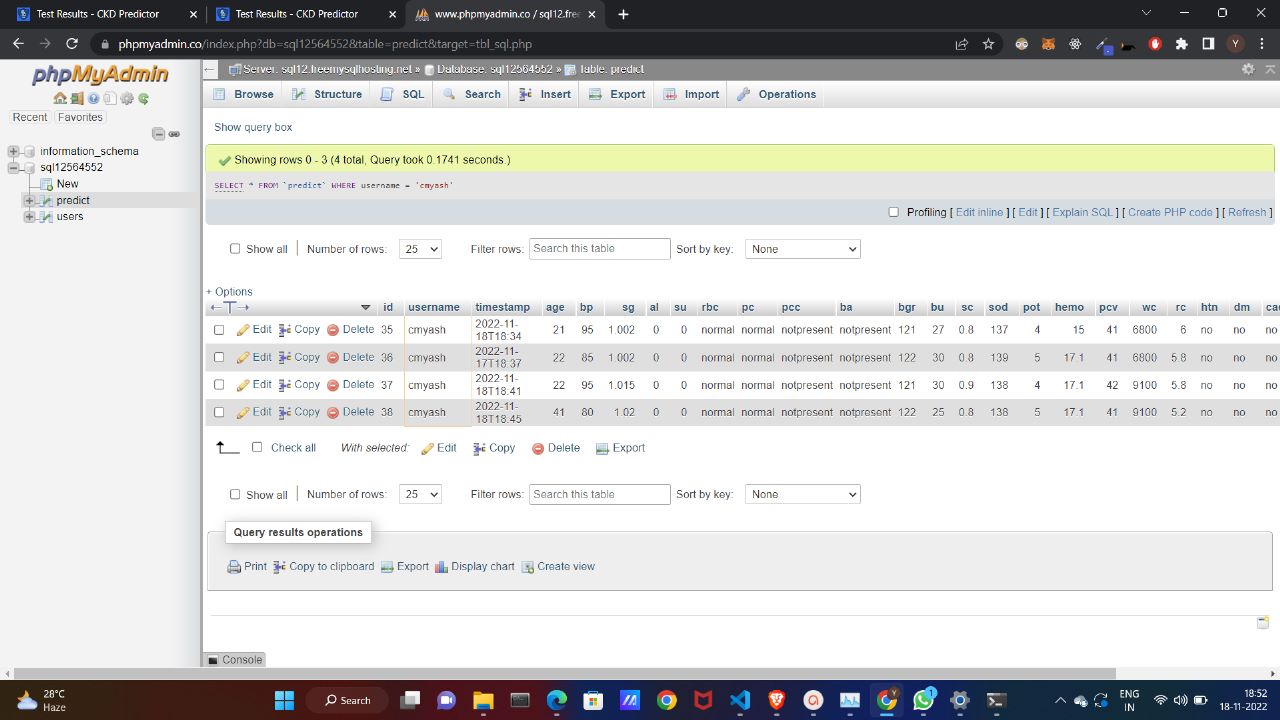 Test Results - CKD Predictor
Test Results - CKD Predictor
www.phpmyadmin.co / sql12.free
phpmyadmin.co/index.php?db=sql12564552&table=predict&target=tbl_sql.php
Y
phpMyAdmin
Recent Favorites
information_schema
sql12564552
New
predict
users
Server: sql12.freemysqlhosting.net » Database: sql12564552 » Table: predict
Browse Structure SQL Search Insert Export Import Operations
Show query box
Showing rows 0 - 3 (4 total, Query took 0.1741 seconds.)
SELECT * FROM `predict` WHERE username = 'cmyash'
Profiling [ Edit inline ] [ Edit ] [ Explain SQL ] [ Create PHP code ] [ Refresh ]
Show all Number of rows: 25 Filter rows: Search this table Sort by key: None
+ Options
id username timestamp age bp sg al su rbc pc pcc ba bgr bu sc sod pot hemo pcv wc rc htn dm cad
Edit Copy Delete 35 cmyash 2022-11-18T18:34 21 95 1.002 0 0 normal normal notpresent notpresent 121 27 0.8 137 4 15 41 6800 6 no no no
Edit Copy Delete 36 cmyash 2022-11-17T18:37 22 85 1.002 0 0 normal normal notpresent notpresent 122 30 0.8 139 5 17.1 41 6800 5.8 no no no
Edit Copy Delete 37 cmyash 2022-11-18T18:41 22 95 1.015 0 0 normal normal notpresent notpresent 121 30 0.9 138 4 17.1 42 9100 5.8 no no no
Edit Copy Delete 38 cmyash 2022-11-18T18:45 41 80 1.02 0 0 normal normal notpresent notpresent 122 25 0.8 138 5 17.1 41 9100 5.2 no no no
Check all With selected: Edit Copy Delete Export
Show all Number of rows: 25 Filter rows: Search this table Sort by key: None
Query results operations
Print Copy to clipboard Export Display chart Create view
Console
28°C
Haze
Search
1
ENG
IN
18:52
18-11-2022